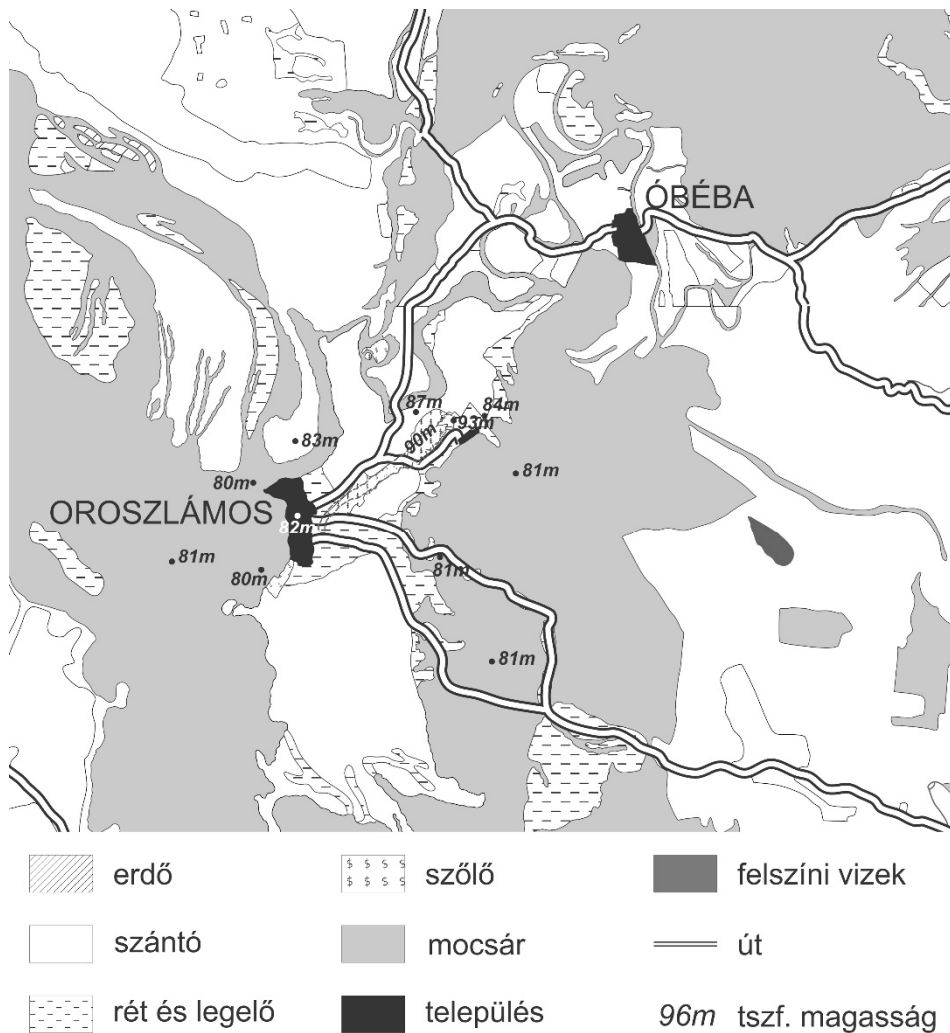 ÓBÉBA
87m
84m
93m
90m
83m
80m
81m
OROSZLÁMOS
82m
81m
80m
81m
81m
erdő
szőlő
felszíni vizek
szántó
mocsár
út
rét és legelő
település
96m tszf. magasság